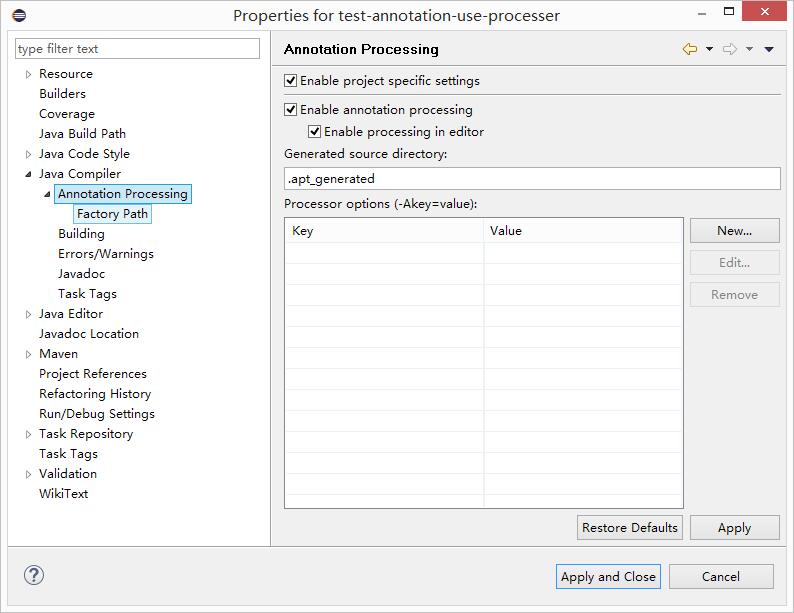 Properties for test-annotation-use-processer
type filter text
Resource
Builders
Coverage
Java Build Path
Java Code Style
Java Compiler
Annotation Processing
Factory Path
Building
Errors/Warnings
Javadoc
Task Tags
Java Editor
Javadoc Location
Maven
Project References
Refactoring History
Run/Debug Settings
Task Repository
Task Tags
Validation
WikiText
Annotation Processing
Enable project specific settings
Enable annotation processing
Enable processing in editor
Generated source directory:
.apt_generated
Processor options (-Akey=value):
Key Value
New...
Edit...
Remove
Restore Defaults Apply
? Apply and Close Cancel